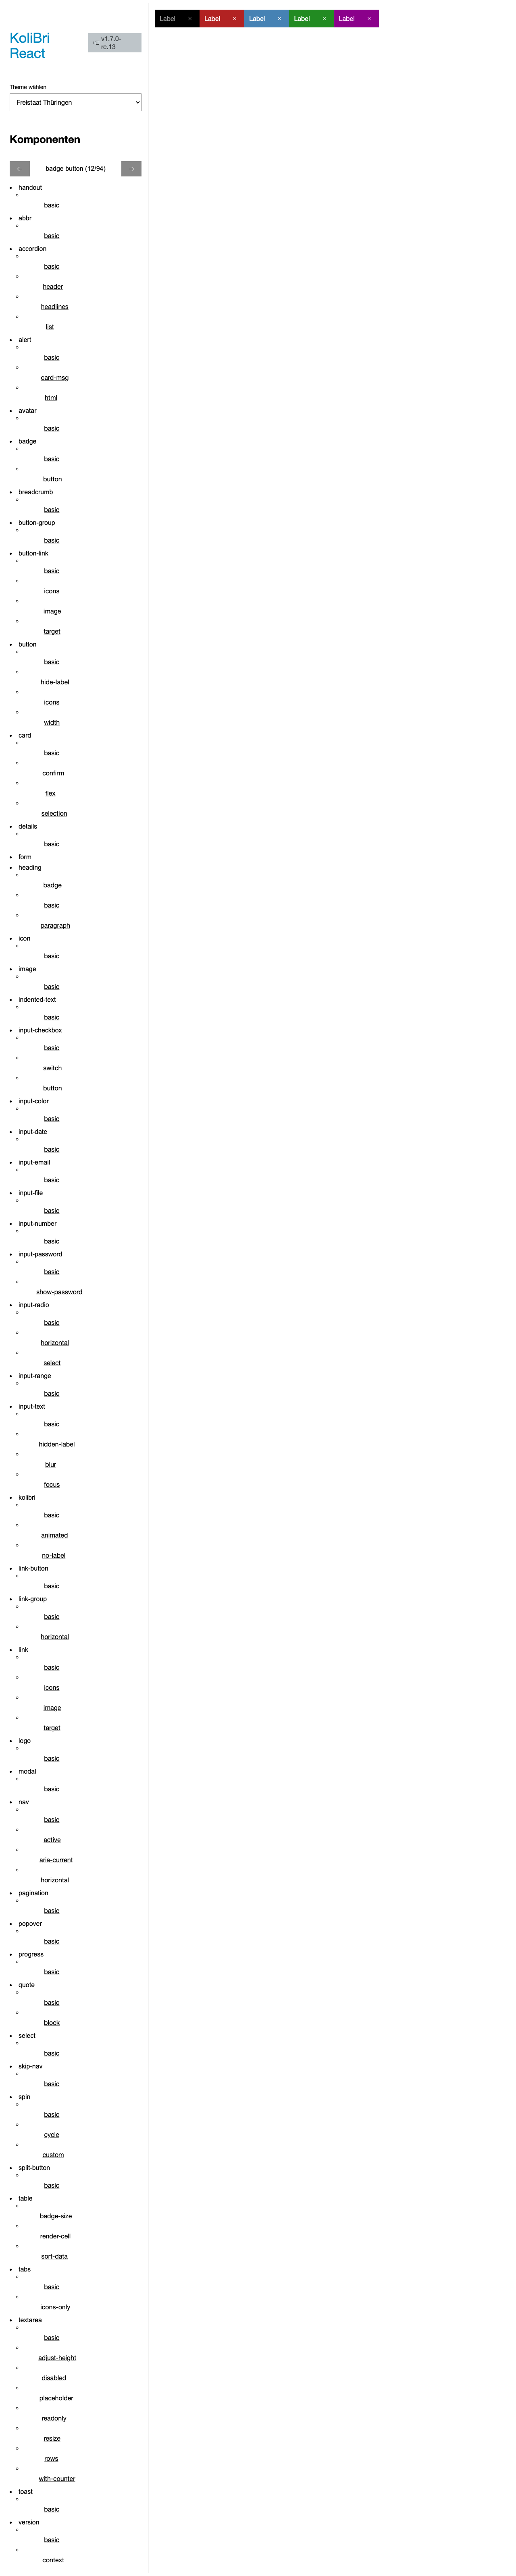 KoliBri
React
v1.7.0-
rc.13
Theme wählen
Freistaat Thüringen
Komponenten
badge button (12/94)
handout
basic
abbr
basic
accordion
basic
header
headlines
list
alert
basic
card-msg
html
avatar
basic
badge
basic
button
breadcrumb
basic
button-group
basic
button-link
basic
icons
image
target
button
basic
hide-label
icons
width
card
basic
confirm
flex
selection
details
basic
form
heading
badge
basic
paragraph
icon
basic
image
basic
indented-text
basic
input-checkbox
basic
switch
button
input-color
basic
input-date
basic
input-email
basic
input-file
basic
input-number
basic
input-password
basic
show-password
input-radio
basic
horizontal
select
input-range
basic
input-text
basic
hidden-label
blur
focus
kolibri
basic
animated
no-label
link-button
basic
link-group
basic
horizontal
link
basic
icons
image
target
logo
basic
modal
basic
nav
basic
active
aria-current
horizontal
pagination
basic
popover
basic
progress
basic
quote
basic
block
select
basic
skip-nav
basic
spin
basic
cycle
custom
split-button
basic
table
badge-size
render-cell
sort-data
tabs
basic
icons-only
textarea
basic
adjust-height
disabled
placeholder
readonly
resize
rows
with-counter
toast
basic
version
basic
context
Label Label Label Label Label